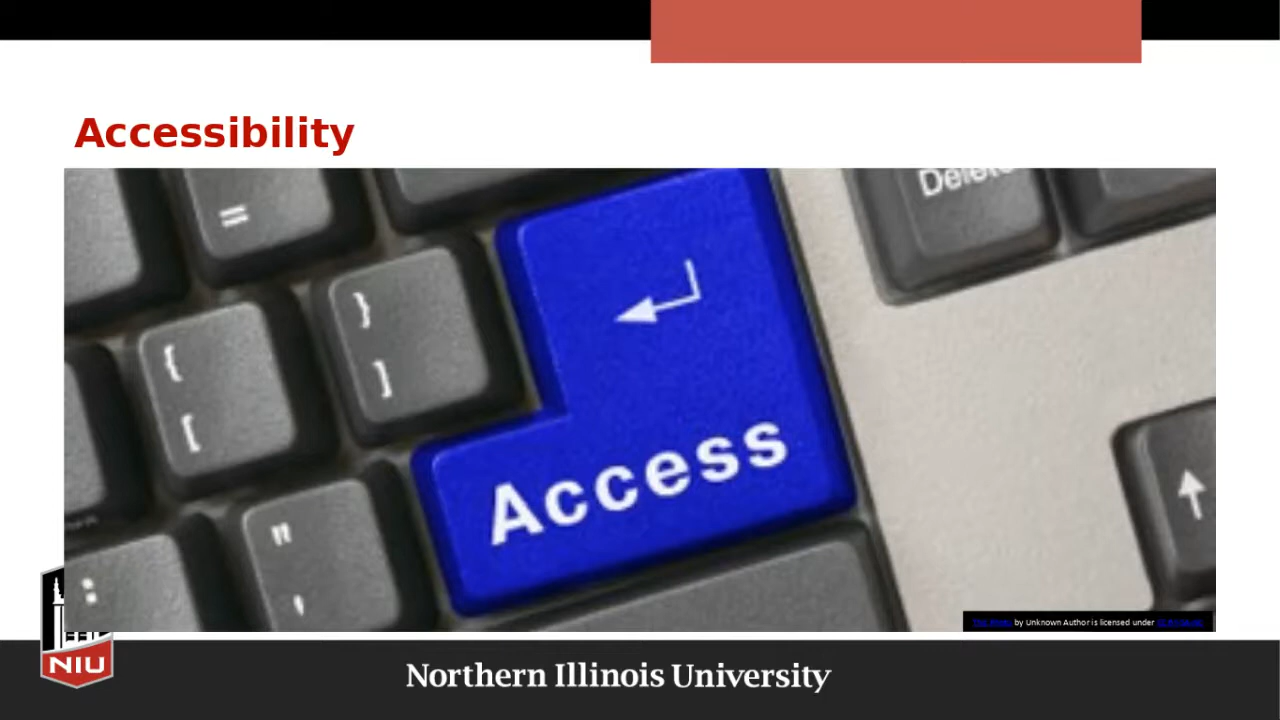 Accessibility
Delete
=
}
]
{
[
Access
"
'
:
by Unknown Author is licensed under
NIU
Northern Illinois University